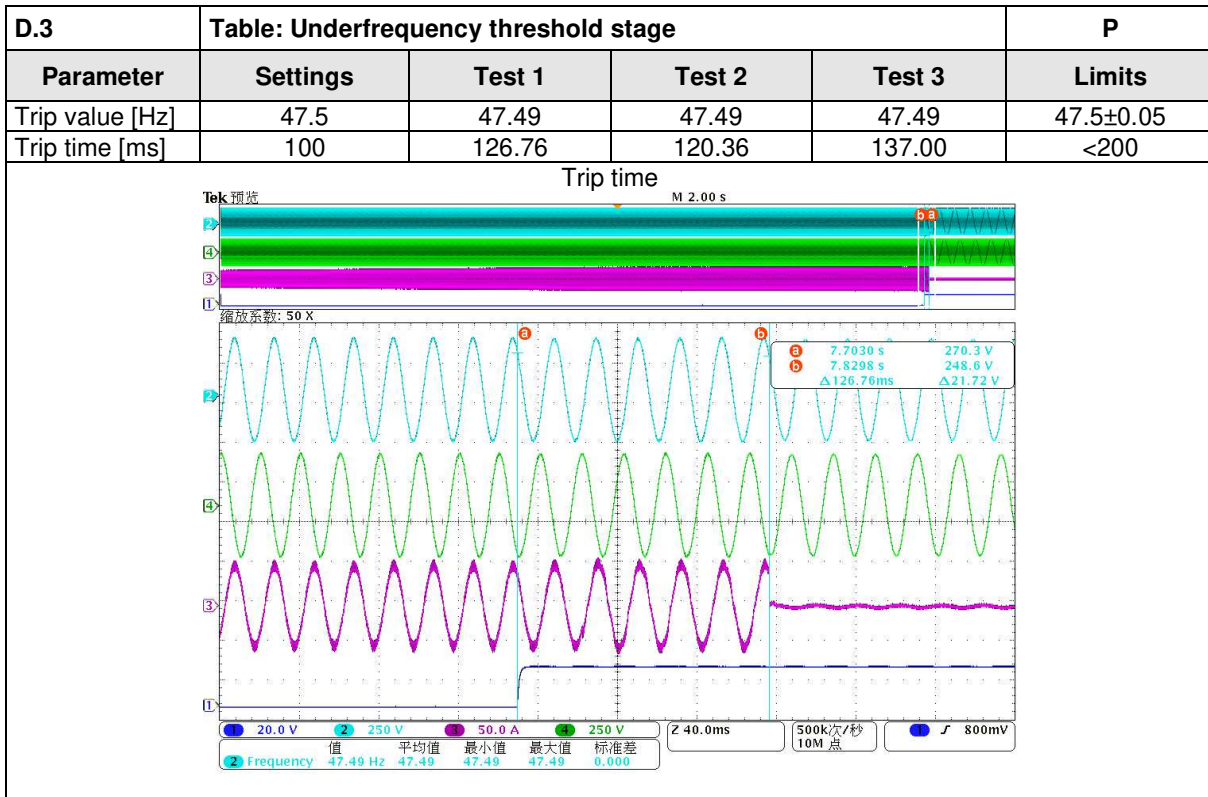 D.3 Table: Underfrequency threshold stage P
Parameter Settings Test 1 Test 2 Test 3 Limits
Trip value [Hz] 47.5 47.49 47.49 47.49 47.5±0.05
Trip time [ms] 100 126.76 120.36 137.00 <200
Trip time
Tek 预览 M 2.00 s
b a
2
4
3
1
缩放系数: 50 X
a b
a 7.7030 s 270.3 V
b 7.8298 s 248.6 V
Δ126.76ms Δ21.72 V
2
4
3
1
1 20.0 V 2 250 V 3 50.0 A 4 250 V Z 40.0ms 500k次/秒 1 800mV
10M 点
值 平均值 最小值 最大值 标准差
2 Frequency 47.49 Hz 47.49 47.49 47.49 0.000